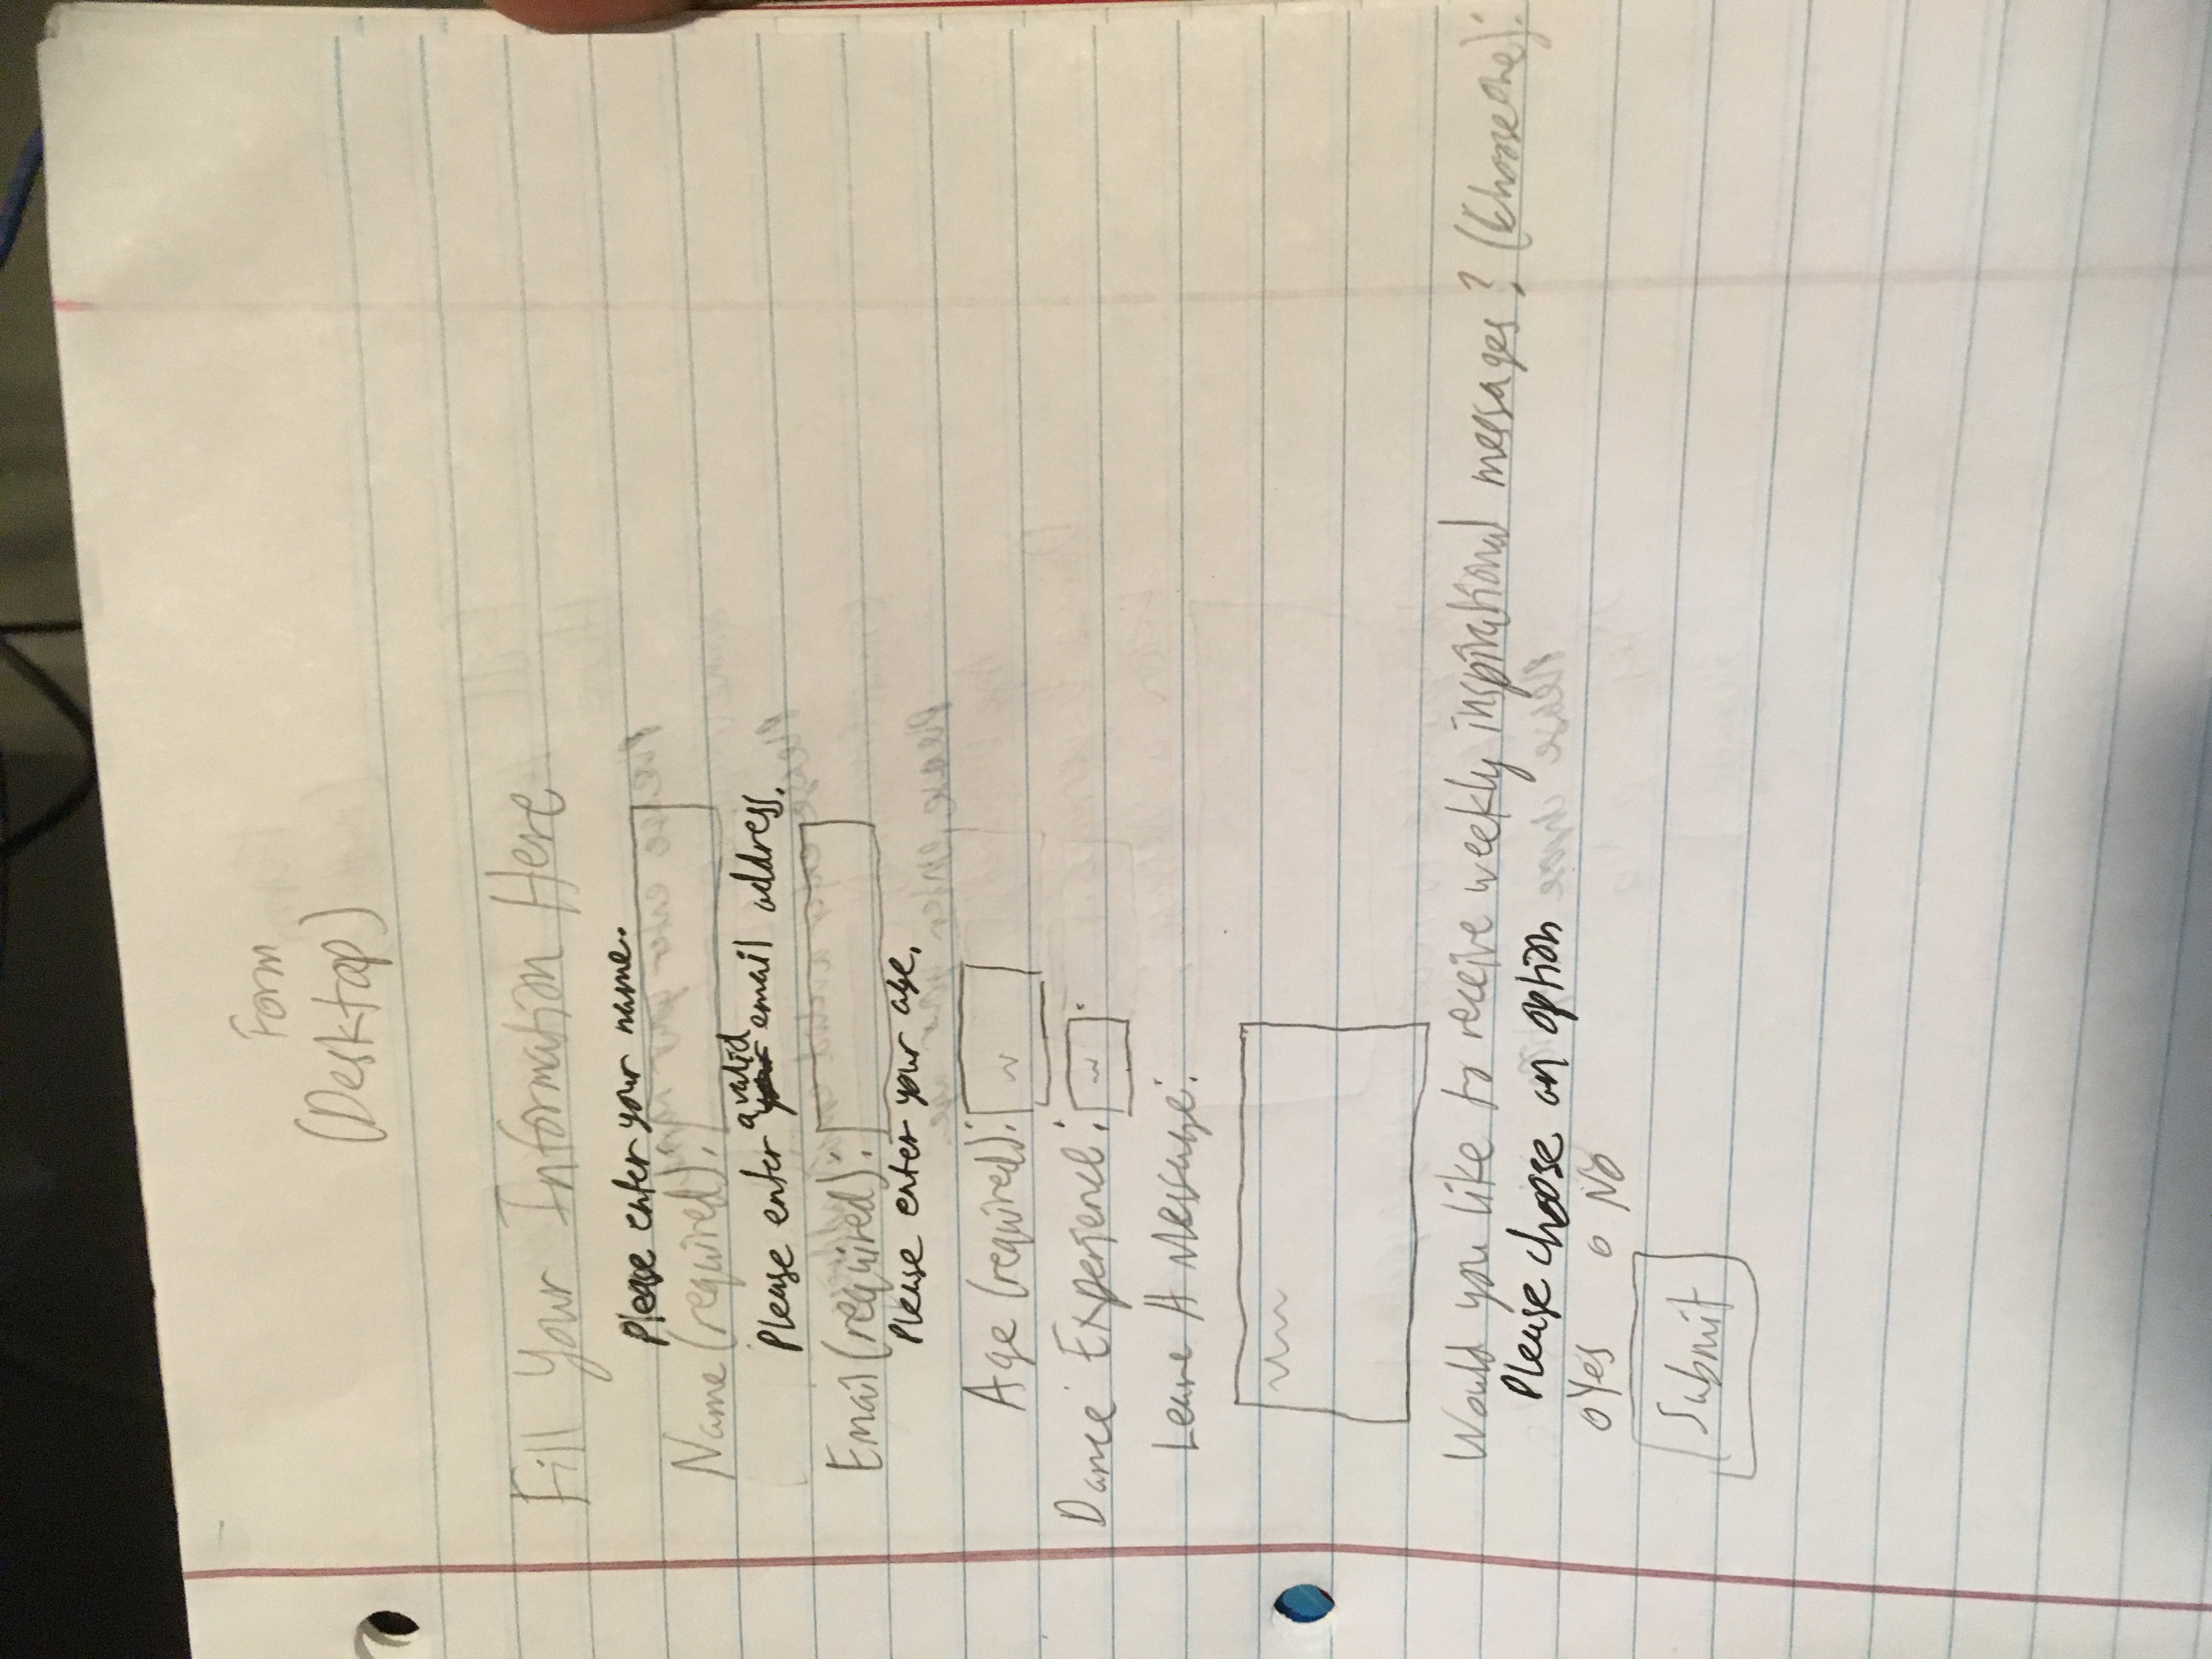 Form
(Desktop)
Fill Your Information Here
Please enter your name.
Name (required):
a valid
Please enter your email address.
Email (required):
Please enter your age.
Age (required):
Dance Experience:
Leave A Message:
Would you like to receive weekly inspirational messages? (Choose One):
Please choose an option
Yes No
Submit